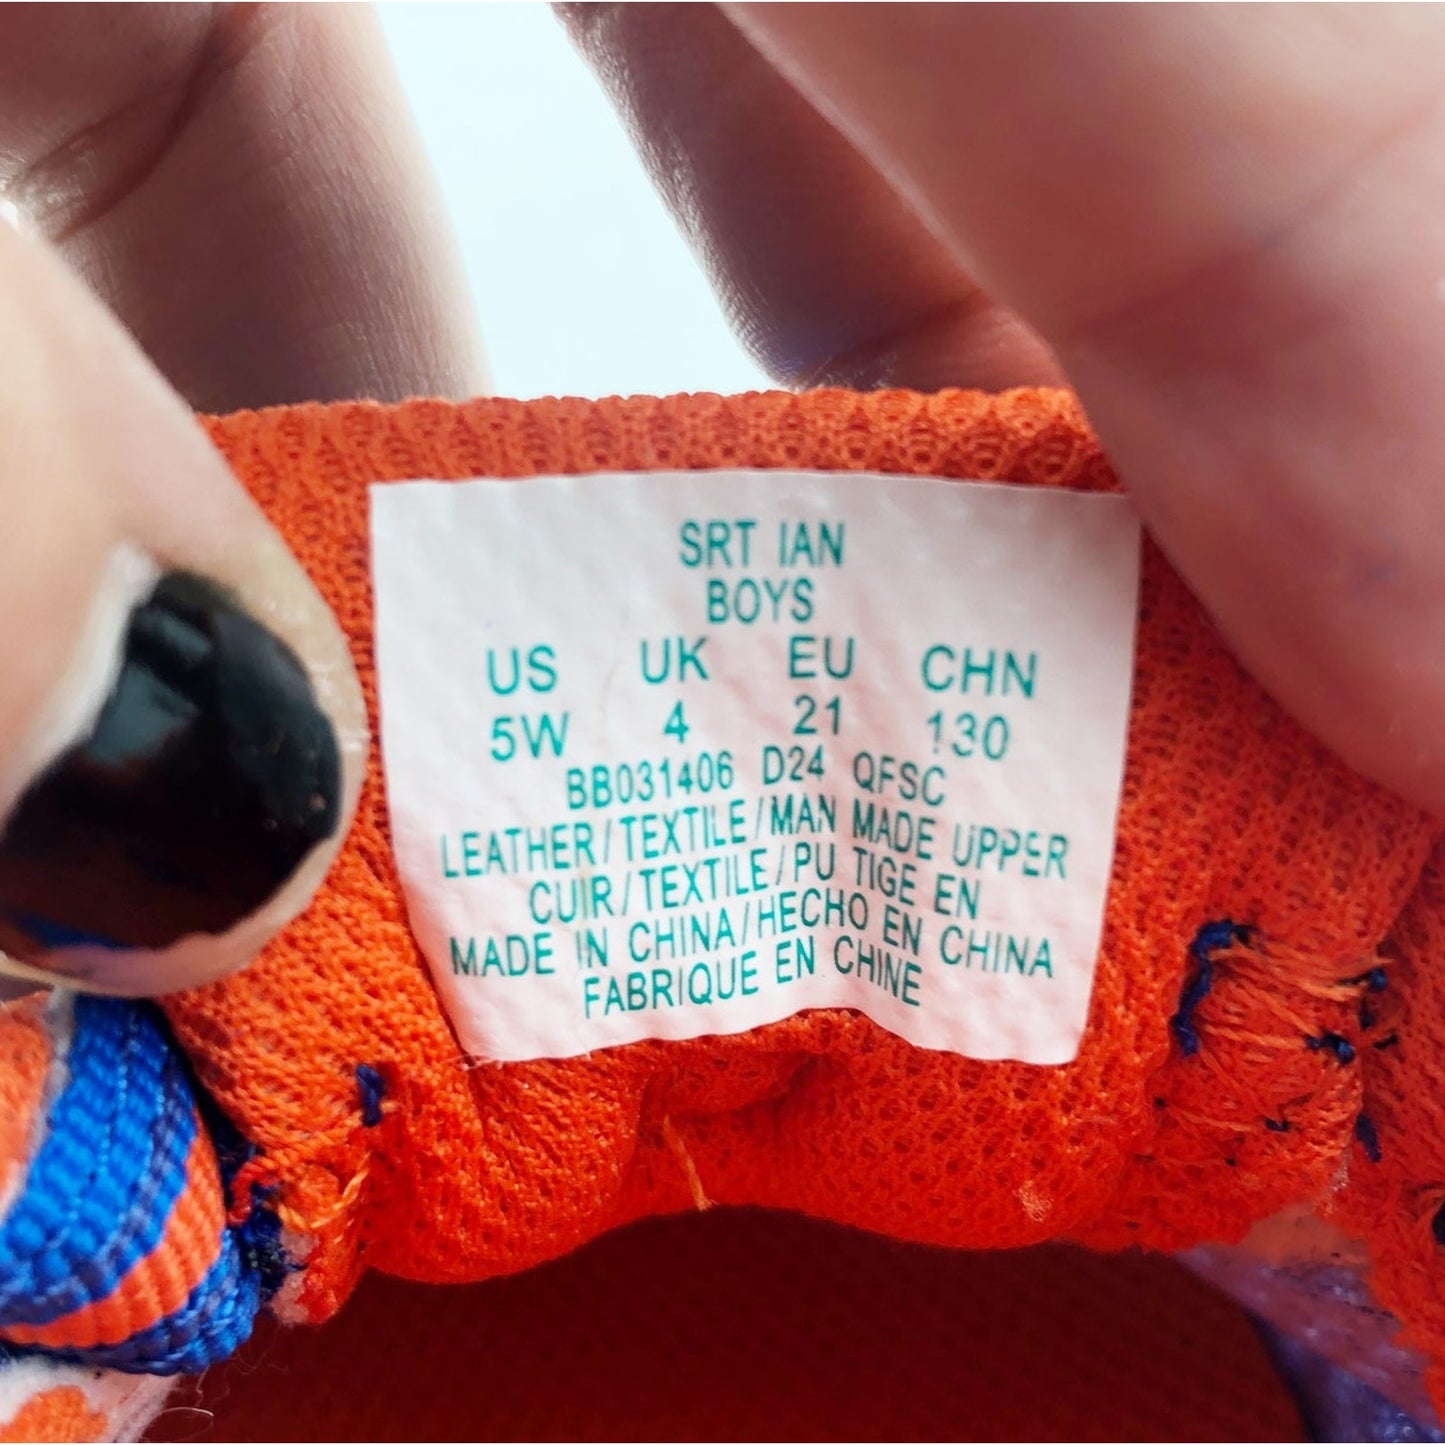 SRT IAN
BOYS
US UK EU CHN
5W 4 21 130
BB031406 D24 QFSC
LEATHER/TEXTILE/MAN MADE UPPER
CUIR/TEXTILE/PU TIGE EN
MADE IN CHINA/HECHO EN CHINA
FABRIQUE EN CHINE